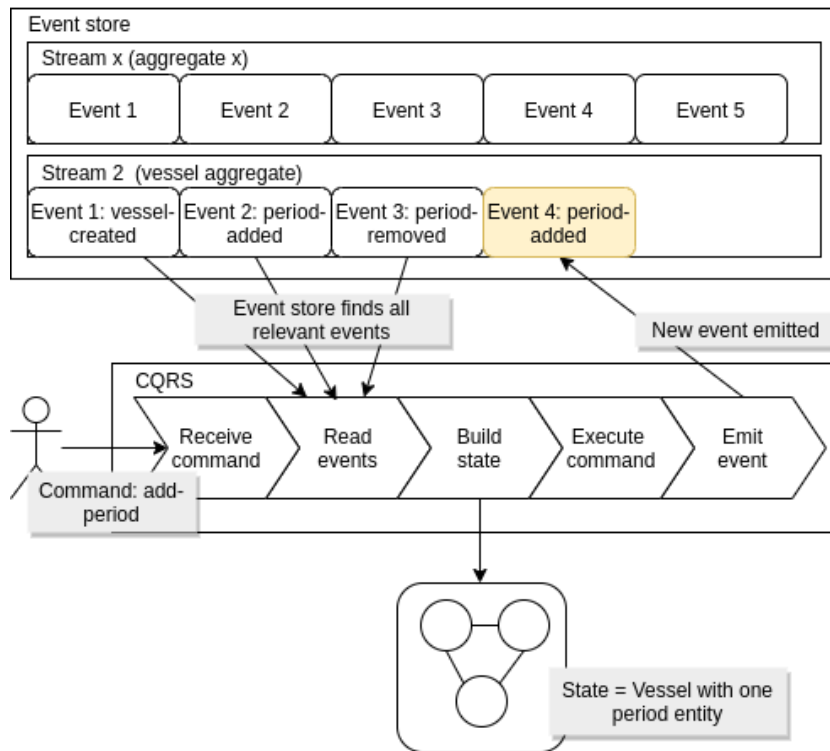 Event store
Stream x (aggregate x)
Event 1
Event 2
Event 3
Event 4
Event 5
Stream 2  (vessel aggregate)
Event 1: vessel-
created
Event 2: period-
added
Event 3: period-
removed
Event 4: period-
added
Event store finds all
relevant events
New event emitted
CQRS
Receive
command
Read
events
Build
state
Execute
command
Emit
event
Command: add-
period
State = Vessel with one
period entity